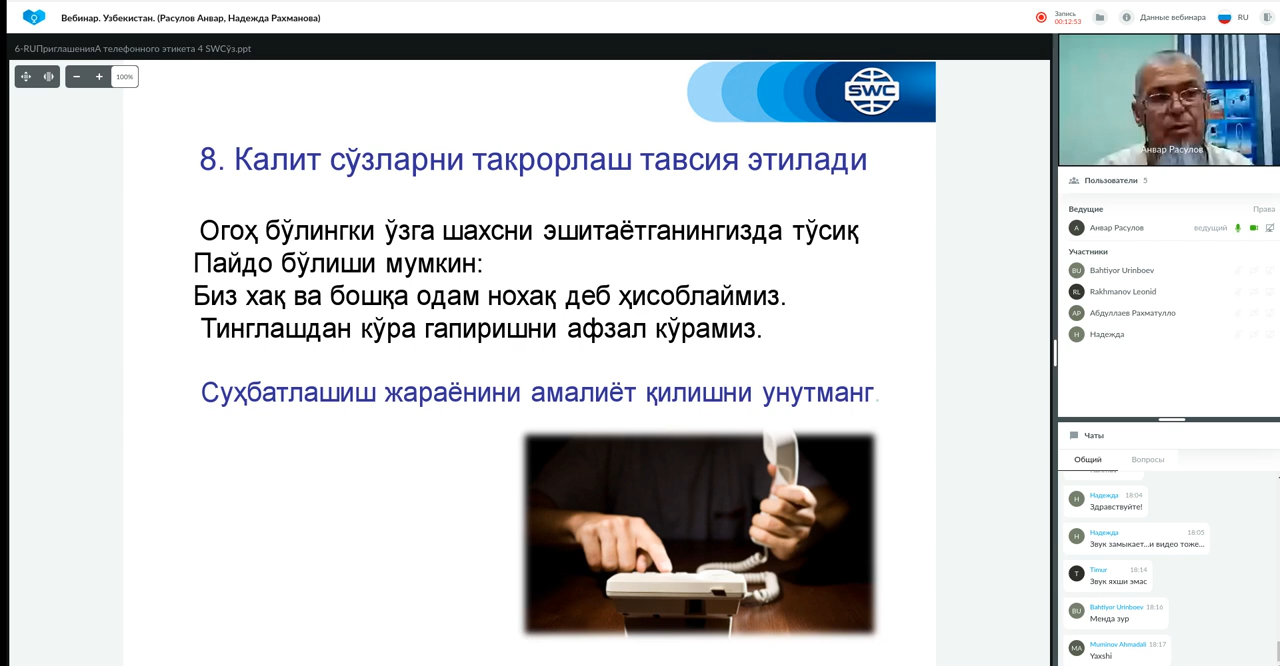 Вебинар. Узбекистан. (Расулов Анвар, Надежда Рахманова)
Запись
00:12:53
Данные вебинара
RU
6-RUПриглашенияА телефонного этикета 4 SWCўз.ppt
100%
SWC
8. Калит сўзларни такрорлаш тавсия этилади
Огоҳ бўлингки ўзга шахсни эшитаётганингизда тўсиқ
Пайдо бўлиши мумкин:
Биз хақ ва бошқа одам нохақ деб ҳисоблаймиз.
Тинглашдан кўра гапиришни афзал кўрамиз.
Суҳбатлашиш жараёнини амалиёт қилишни унутманг.
Анвар Расулов
Пользователи 5
Ведущие Права
А Анвар Расулов ведущий
Участники
BU Bahtiyor Urinboev
RL Rakhmanov Leonid
АР Абдуллаев Рахматулло
Н Надежда
Чаты
Общий Вопросы
Н Надежда 18:04
Здравствуйте!
Н Надежда 18:05
Звук замыкает...и видео тоже...
T Timur 18:14
Звук яхши эмас
BU Bahtiyor Urinboev 18:16
Менда зур
MA Muminov Ahmadali 18:17
Yaxshi